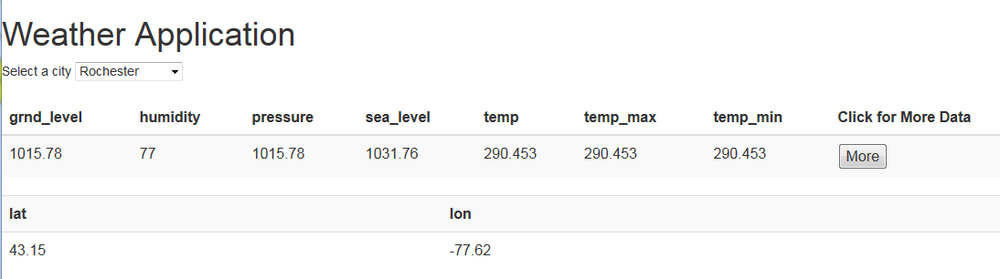 Weather Application
Select a city Rochester
grnd_level humidity pressure sea_level temp temp_max temp_min Click for More Data
1015.78 77 1015.78 1031.76 290.453 290.453 290.453 More
lat lon
43.15 -77.62